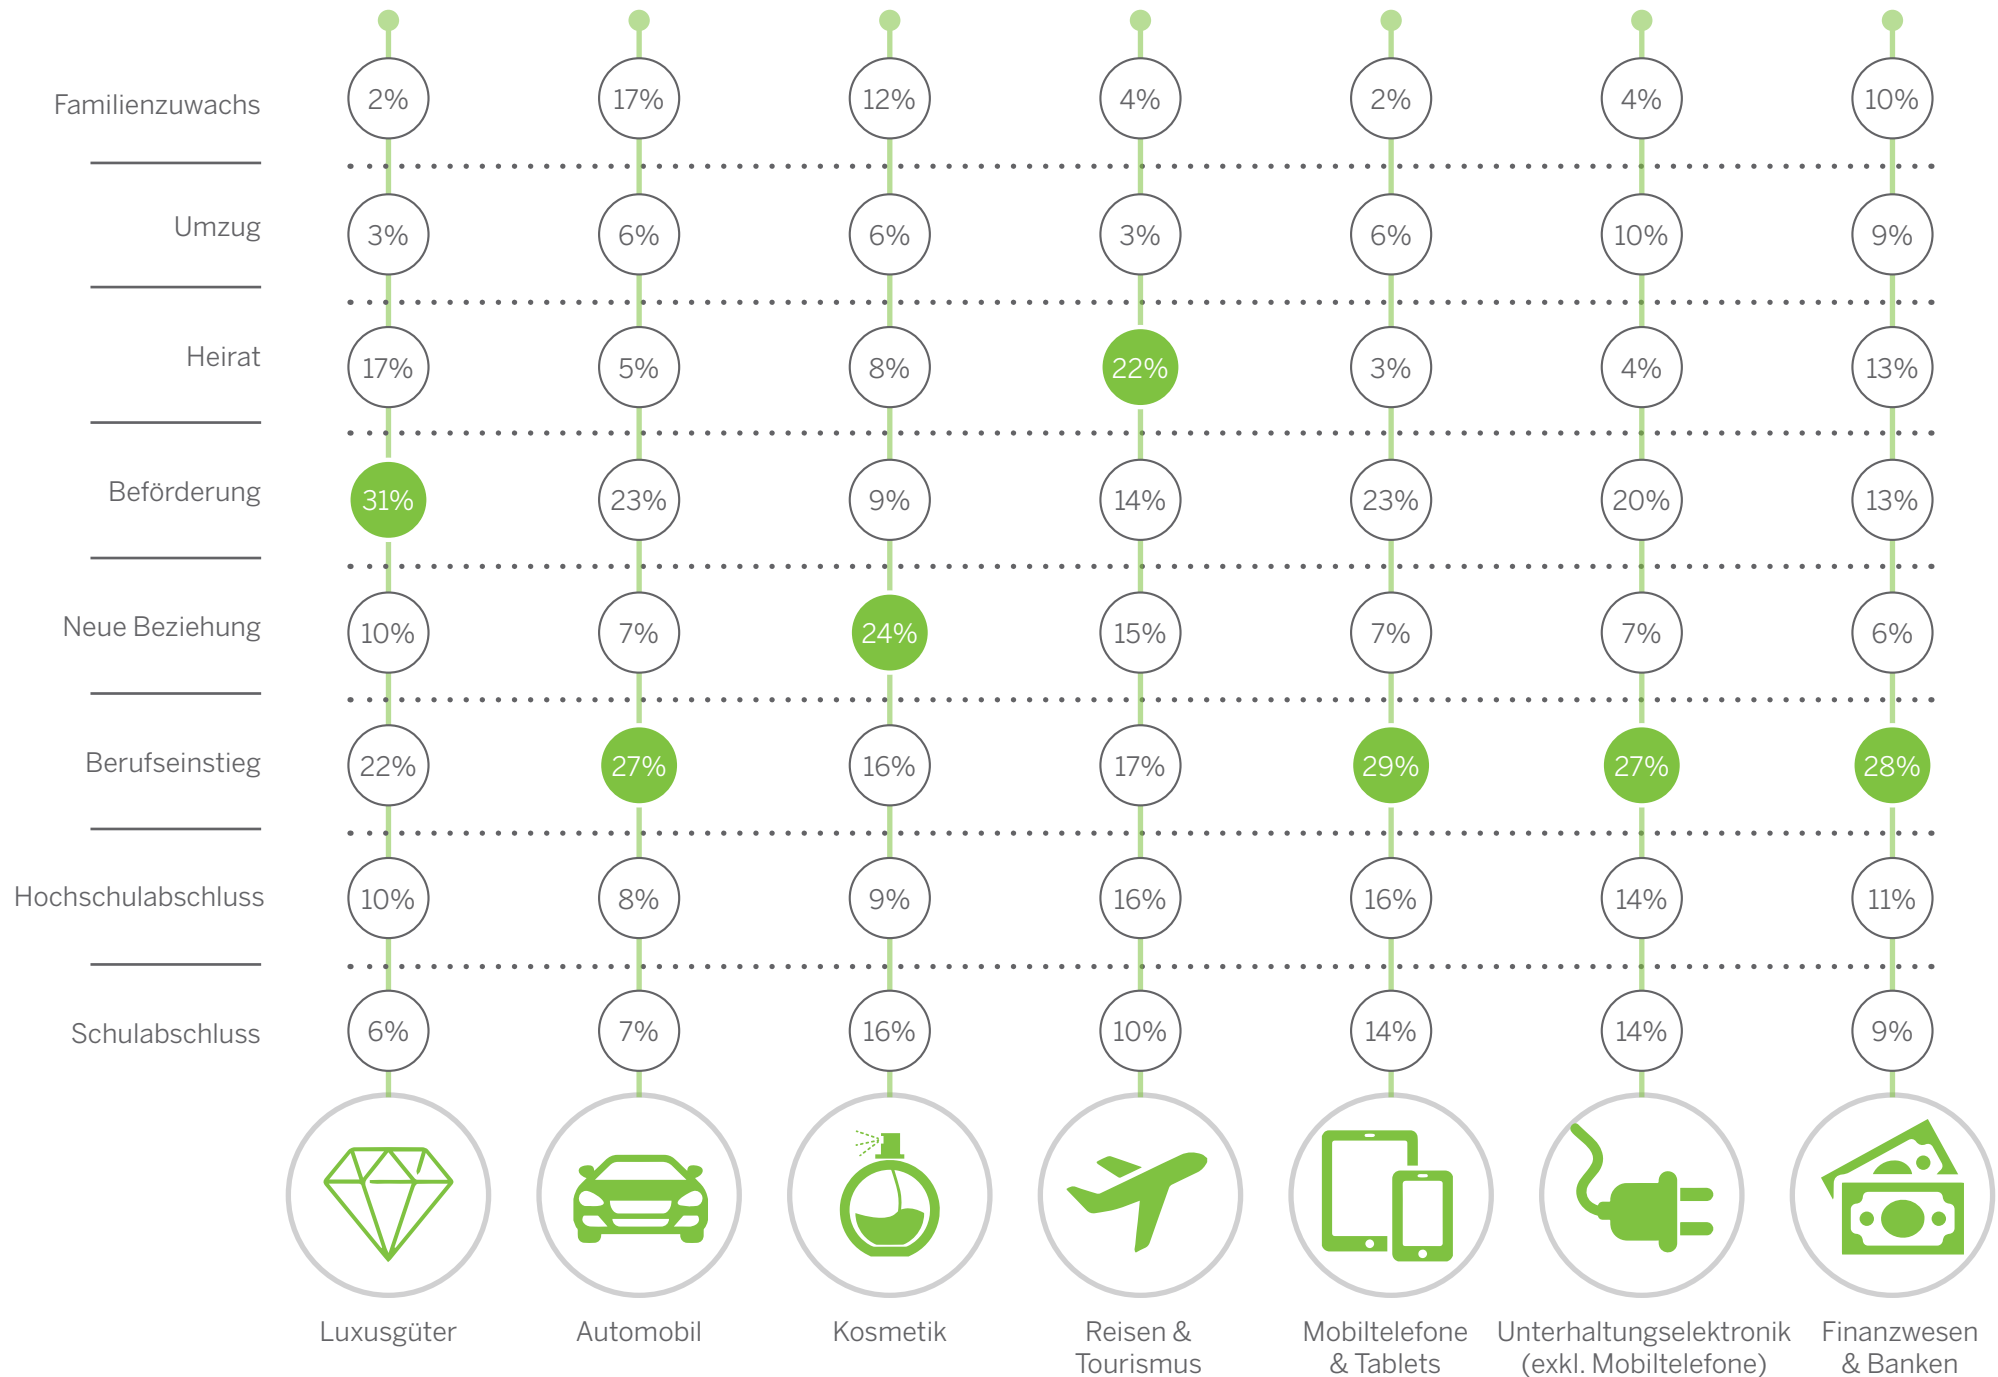 Familienzuwachs 2% 17% 12% 4% 2% 4% 10%
Umzug 3% 6% 6% 3% 6% 10% 9%
Heirat 17% 5% 8% 22% 3% 4% 13%
Beförderung 31% 23% 9% 14% 23% 20% 13%
Neue Beziehung 10% 7% 24% 15% 7% 7% 6%
Berufseinstieg 22% 27% 16% 17% 29% 27% 28%
Hochschulabschluss 10% 8% 9% 16% 16% 14% 11%
Schulabschluss 6% 7% 16% 10% 14% 14% 9%
Luxusgüter
Automobil
Kosmetik
Reisen &
Tourismus
Mobiltelefone
& Tablets
Unterhaltungselektronik
(exkl. Mobiltelefone)
Finanzwesen
& Banken